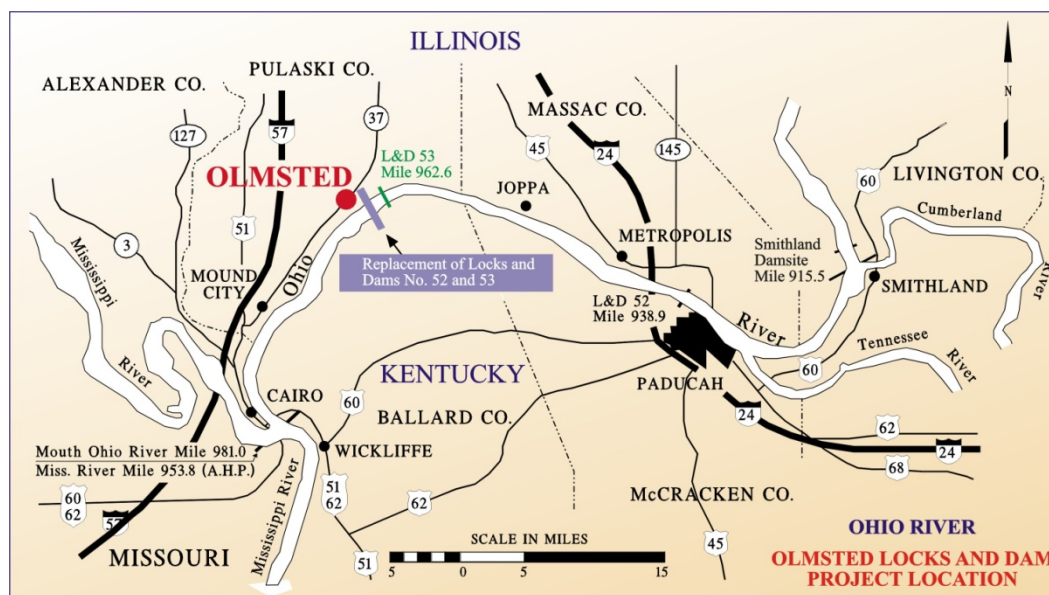 ILLINOIS
PULASKI CO.
ALEXANDER CO.
MASSAC CO.
N
127
57
37
L&D 53
Mile 962.6
45
24
145
OLMSTED
JOPPA
60
LIVINGTON CO.
Cumberland
River
3
51
Mississippi
River
MOUND
CITY
Ohio
Replacement of Locks and
Dams No. 52 and 53
METROPOLIS
Smithland
Damsite
Mile 915.5
SMITHLAND
L&D 52
Mile 938.9
River
Tennessee
River
60
KENTUCKY
PADUCAH
CAIRO
60
BALLARD CO.
24
62
24
68
WICKLIFFE
Mouth Ohio River Mile 981.0
Miss. River Mile 953.8 (A.H.P.)
60
62
57
MISSOURI
Mississippi River
51
62
62
51
McCRACKEN CO.
45
SCALE IN MILES
5 0 5 15
OHIO RIVER
OLMSTED LOCKS AND DAM
PROJECT LOCATION